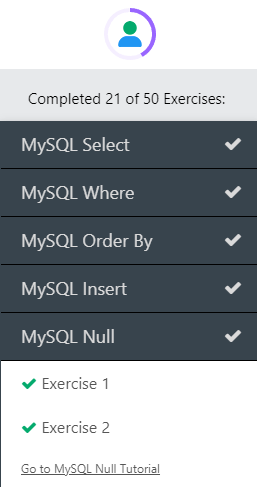 Completed 21 of 50 Exercises:
MySQL Select
MySQL Where
MySQL Order By
MySQL Insert
MySQL Null
Exercise 1
Exercise 2
Go to MySQL Null Tutorial